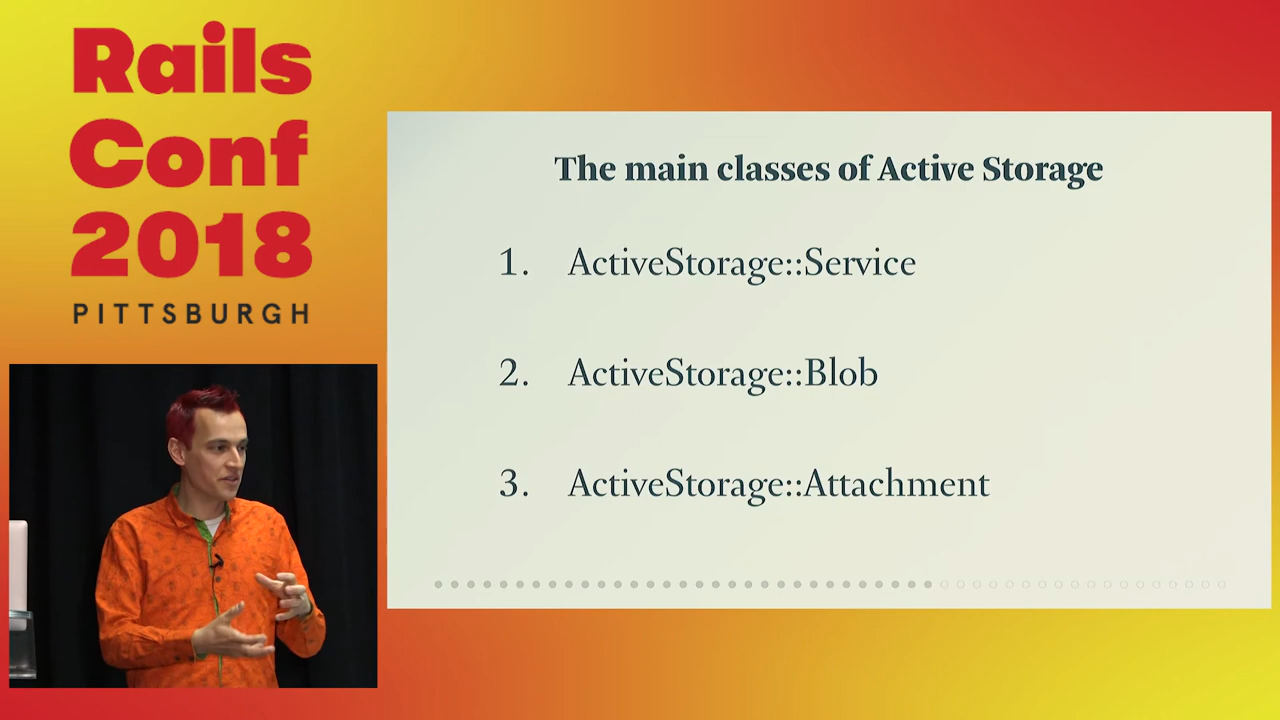 Rails
Conf
2018
PITTSBURGH
The main classes of Active Storage
1. ActiveStorage::Service
2. ActiveStorage::Blob
3. ActiveStorage::Attachment